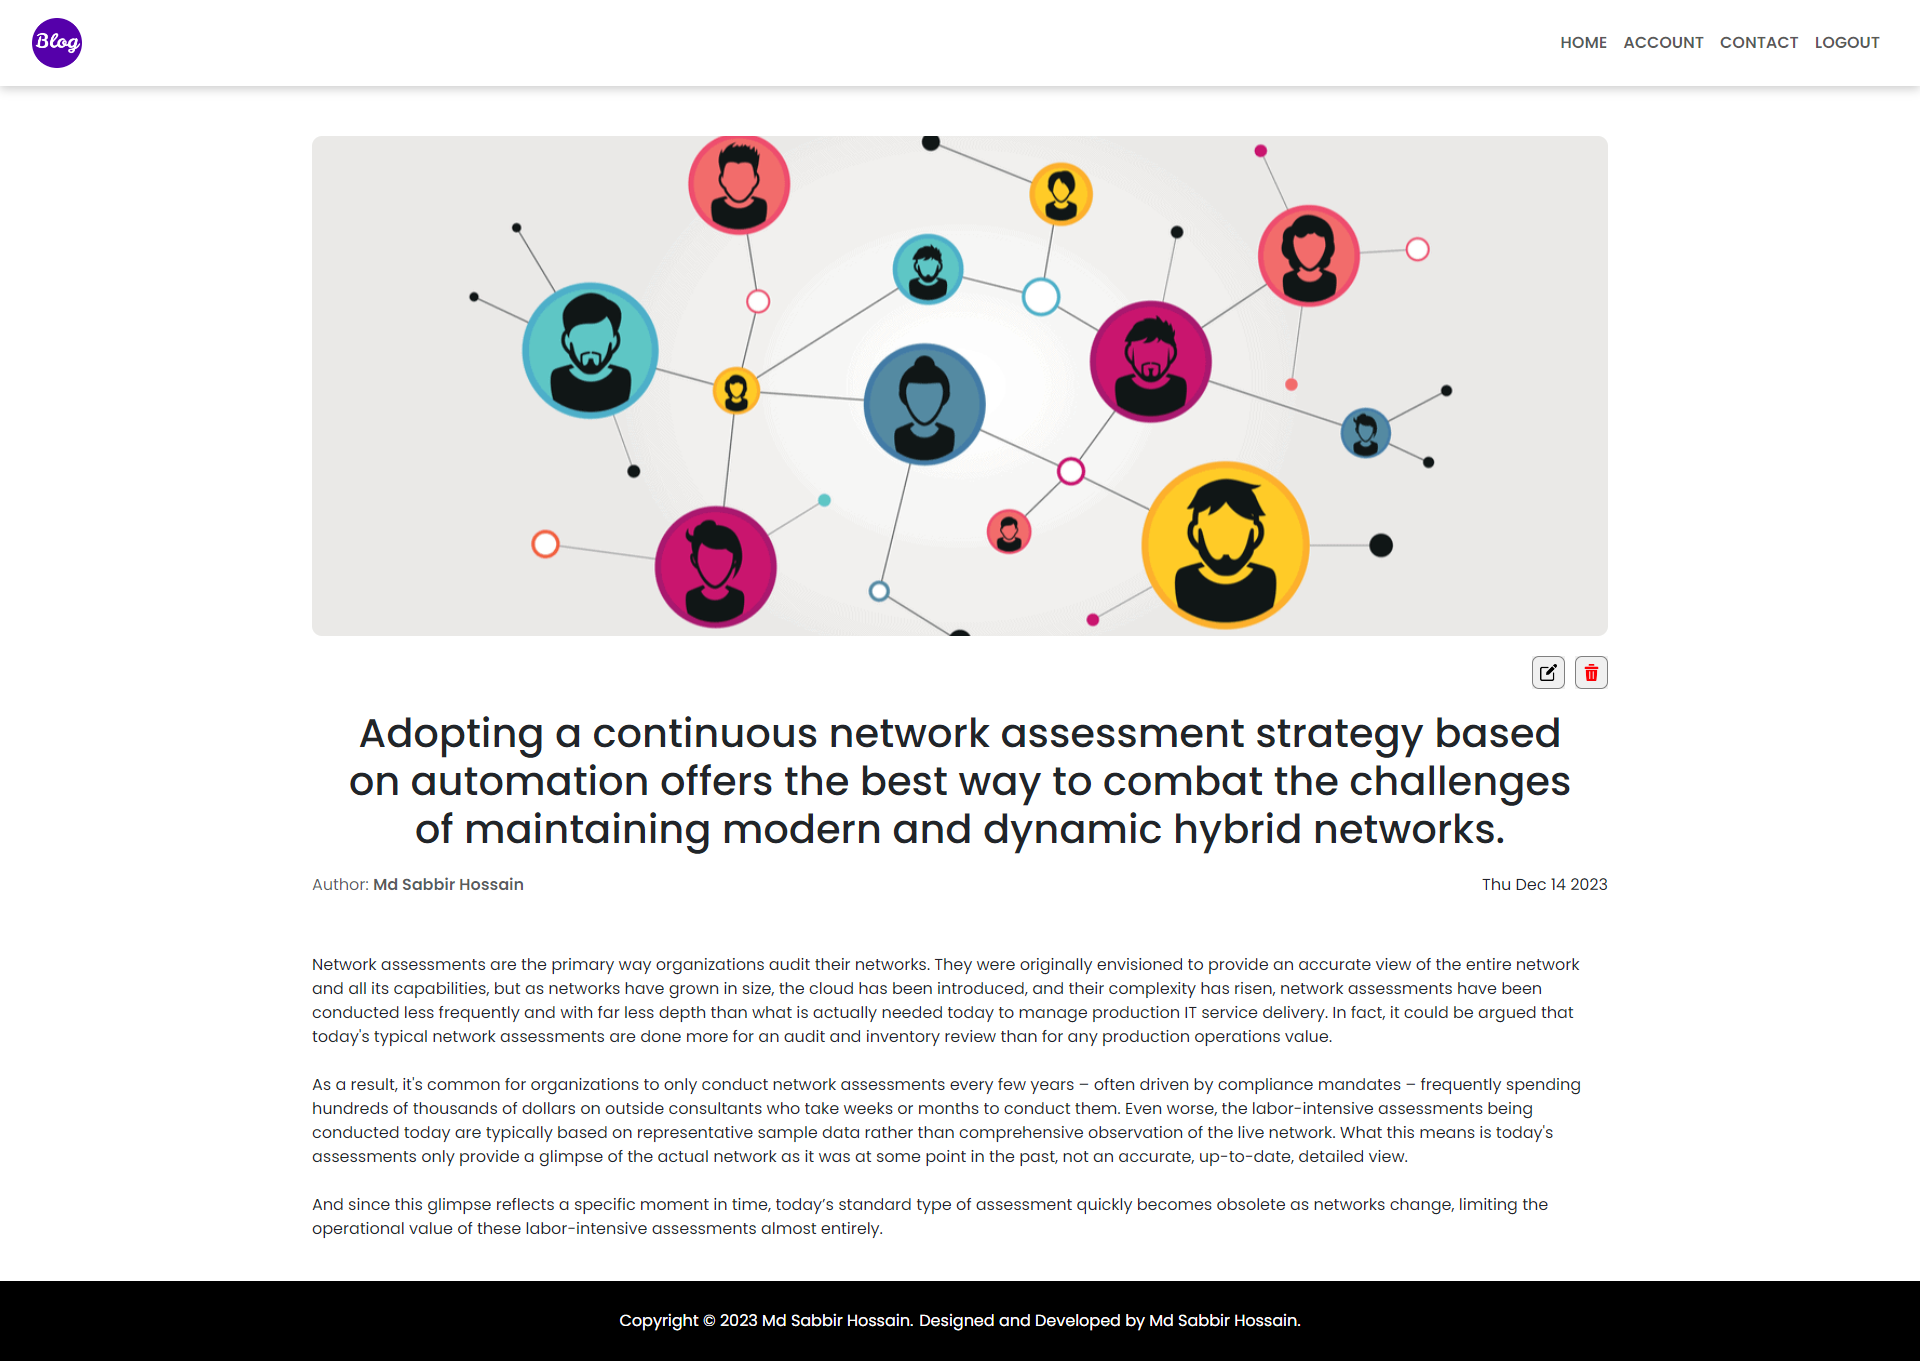 Blog
HOME ACCOUNT CONTACT LOGOUT
Adopting a continuous network assessment strategy based
on automation offers the best way to combat the challenges
of maintaining modern and dynamic hybrid networks.
Author: Md Sabbir Hossain
Thu Dec 14 2023
Network assessments are the primary way organizations audit their networks. They were originally envisioned to provide an accurate view of the entire network
and all its capabilities, but as networks have grown in size, the cloud has been introduced, and their complexity has risen, network assessments have been
conducted less frequently and with far less depth than what is actually needed today to manage production IT service delivery. In fact, it could be argued that
today's typical network assessments are done more for an audit and inventory review than for any production operations value.
As a result, it's common for organizations to only conduct network assessments every few years – often driven by compliance mandates – frequently spending
hundreds of thousands of dollars on outside consultants who take weeks or months to conduct them. Even worse, the labor-intensive assessments being
conducted today are typically based on representative sample data rather than comprehensive observation of the live network. What this means is today's
assessments only provide a glimpse of the actual network as it was at some point in the past, not an accurate, up-to-date, detailed view.
And since this glimpse reflects a specific moment in time, today’s standard type of assessment quickly becomes obsolete as networks change, limiting the
operational value of these labor-intensive assessments almost entirely.
Copyright © 2023 Md Sabbir Hossain. Designed and Developed by Md Sabbir Hossain.